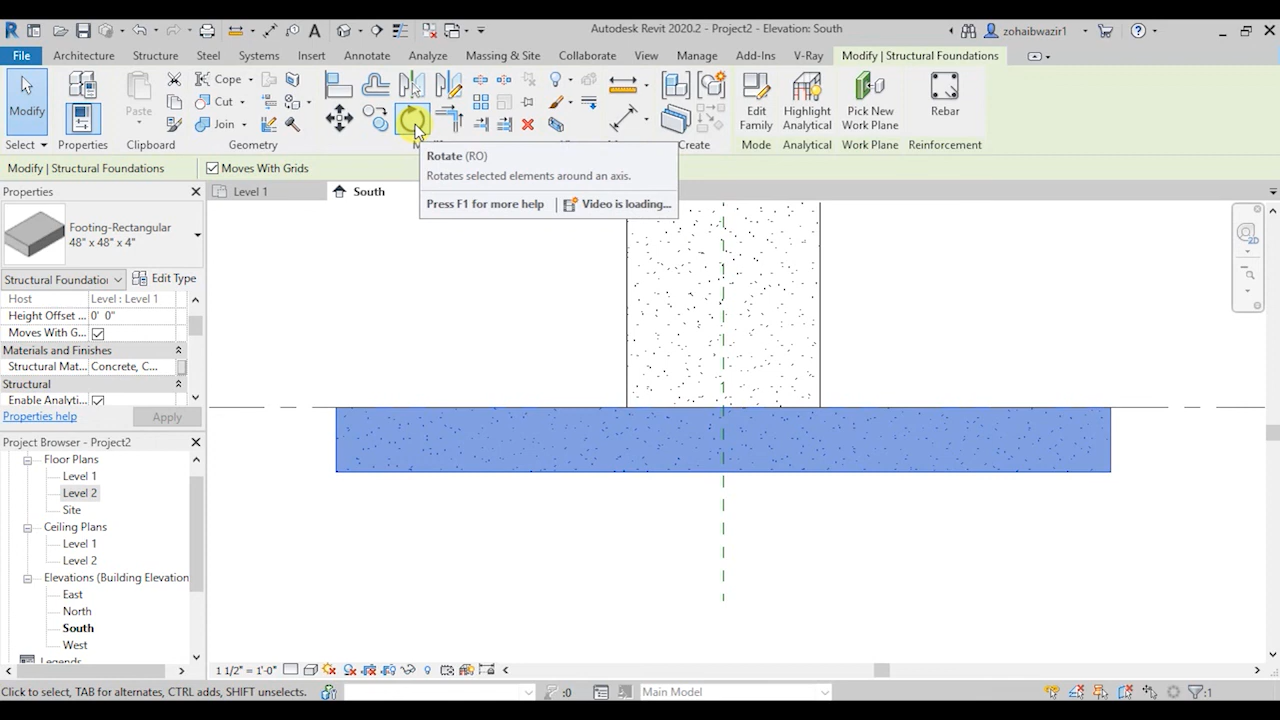 Autodesk Revit 2020.2 - Project2 - Elevation: South
zohaibwazir1
File Architecture Structure Steel Systems Insert Annotate Analyze Massing & Site Collaborate View Manage Add-Ins V-Ray Modify | Structural Foundations
Modify
Properties
Paste
Cope
Cut
Join
Edit Family
Highlight Analytical
Pick New Work Plane
Rebar
Select Properties Clipboard Geometry Create Mode Analytical Work Plane Reinforcement
Modify | Structural Foundations
Moves With Grids
Rotate (RO)
Rotates selected elements around an axis.
Press F1 for more help
Video is loading...
Properties
Level 1
South
Footing-Rectangular
48" x 48" x 4"
Structural Foundatior
Edit Type
Host Level : Level 1
Height Offset ... 0' 0"
Moves With G...
Materials and Finishes
Structural Mat... Concrete, C...
Structural
Enable Analyti...
Properties help
Apply
Project Browser - Project2
Floor Plans
Level 1
Level 2
Site
Ceiling Plans
Level 1
Level 2
Elevations (Building Elevation
East
North
South
West
Legends
2D
1 1/2" = 1'-0"
Click to select, TAB for alternates, CTRL adds, SHIFT unselects.
:0
Main Model
:1